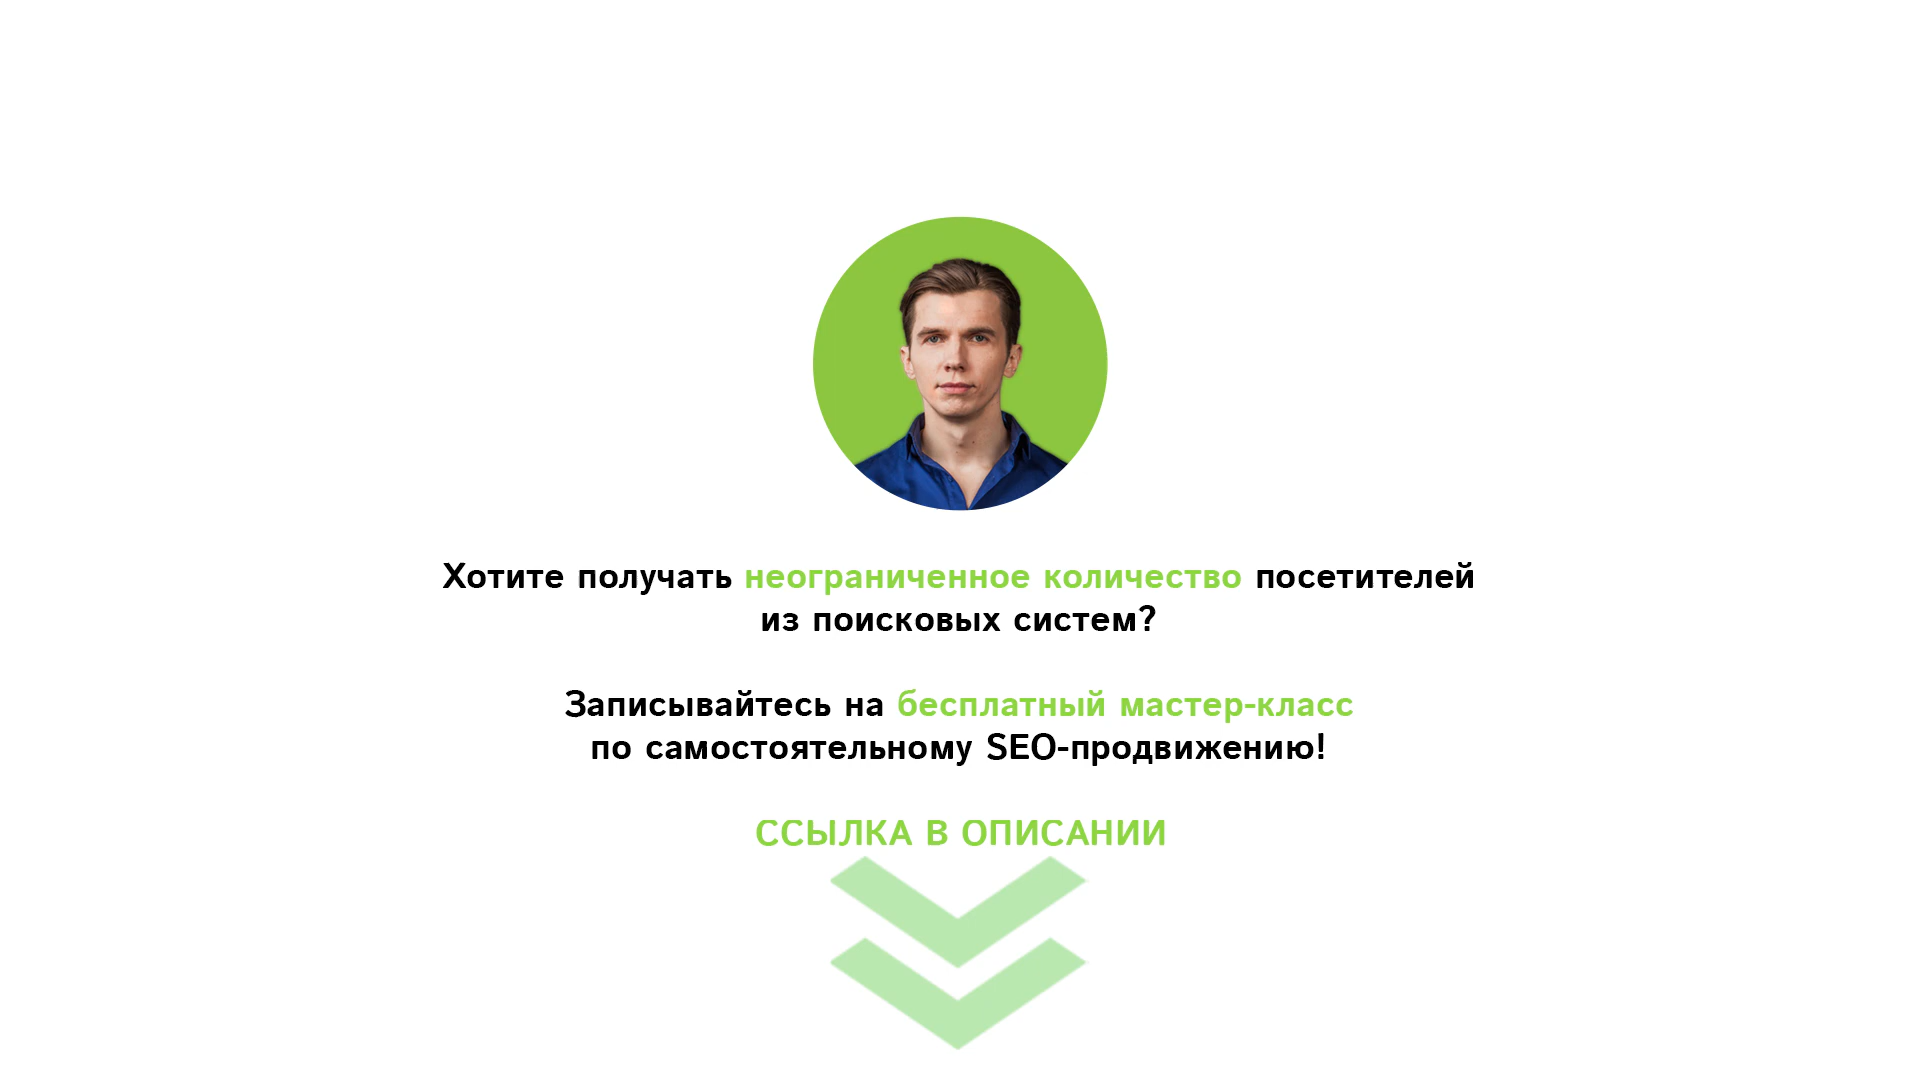 Хотите получать неограниченное количество посетителей
из поисковых систем?
Записывайтесь на бесплатный мастер-класс
по самостоятельному SEO-продвижению!
ССЫЛКА В ОПИСАНИИ